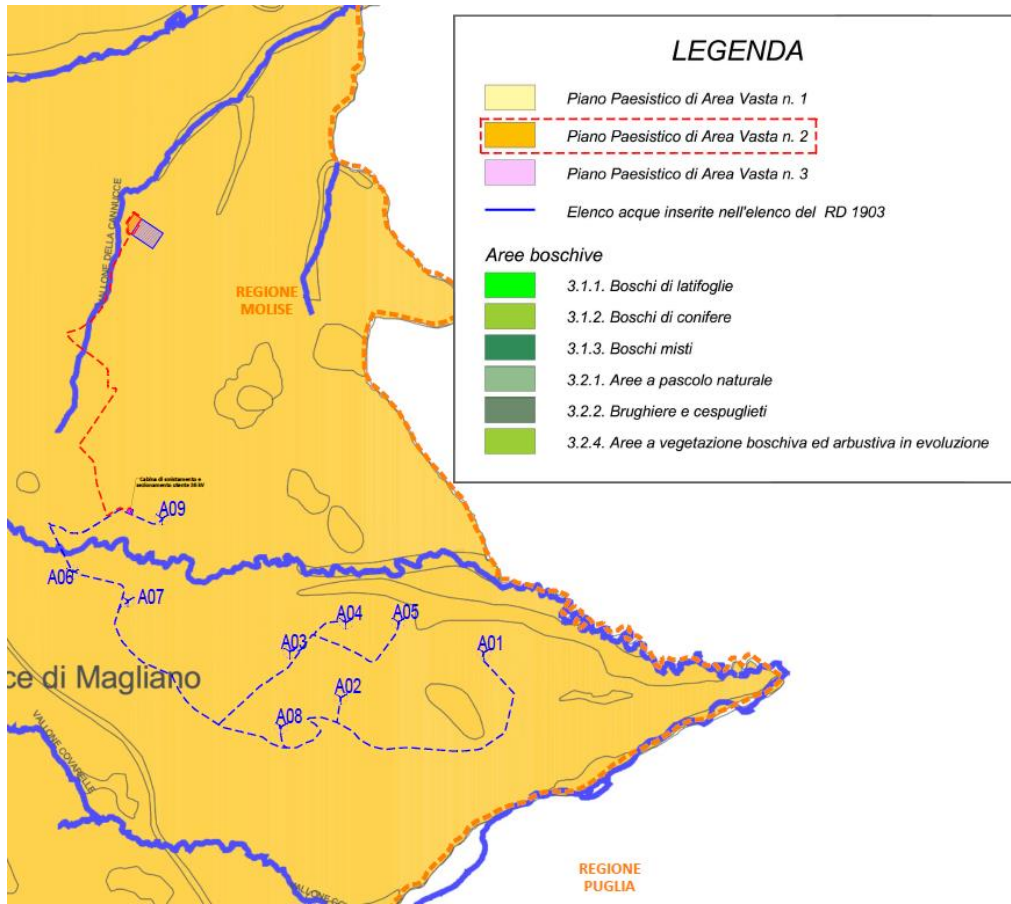 LEGENDA
Piano Paesistico di Area Vasta n. 1
Piano Paesistico di Area Vasta n. 2
Piano Paesistico di Area Vasta n. 3
Elenco acque inserite nell'elenco del RD 1903
Aree boschive
3.1.1. Boschi di latifoglie
3.1.2. Boschi di conifere
3.1.3. Boschi misti
3.2.1. Aree a pascolo naturale
3.2.2. Brughiere e cespuglieti
3.2.4. Aree a vegetazione boschiva ed arbustiva in evoluzione
DELLA CANNUCCE
REGIONE
MOLISE
Cabina di smistamento e
A09
A06
A07
A04
A05
A03
A01
A02
A08
ce di Magliano
VALLONE COVARELLE
REGIONE
PUGLIA